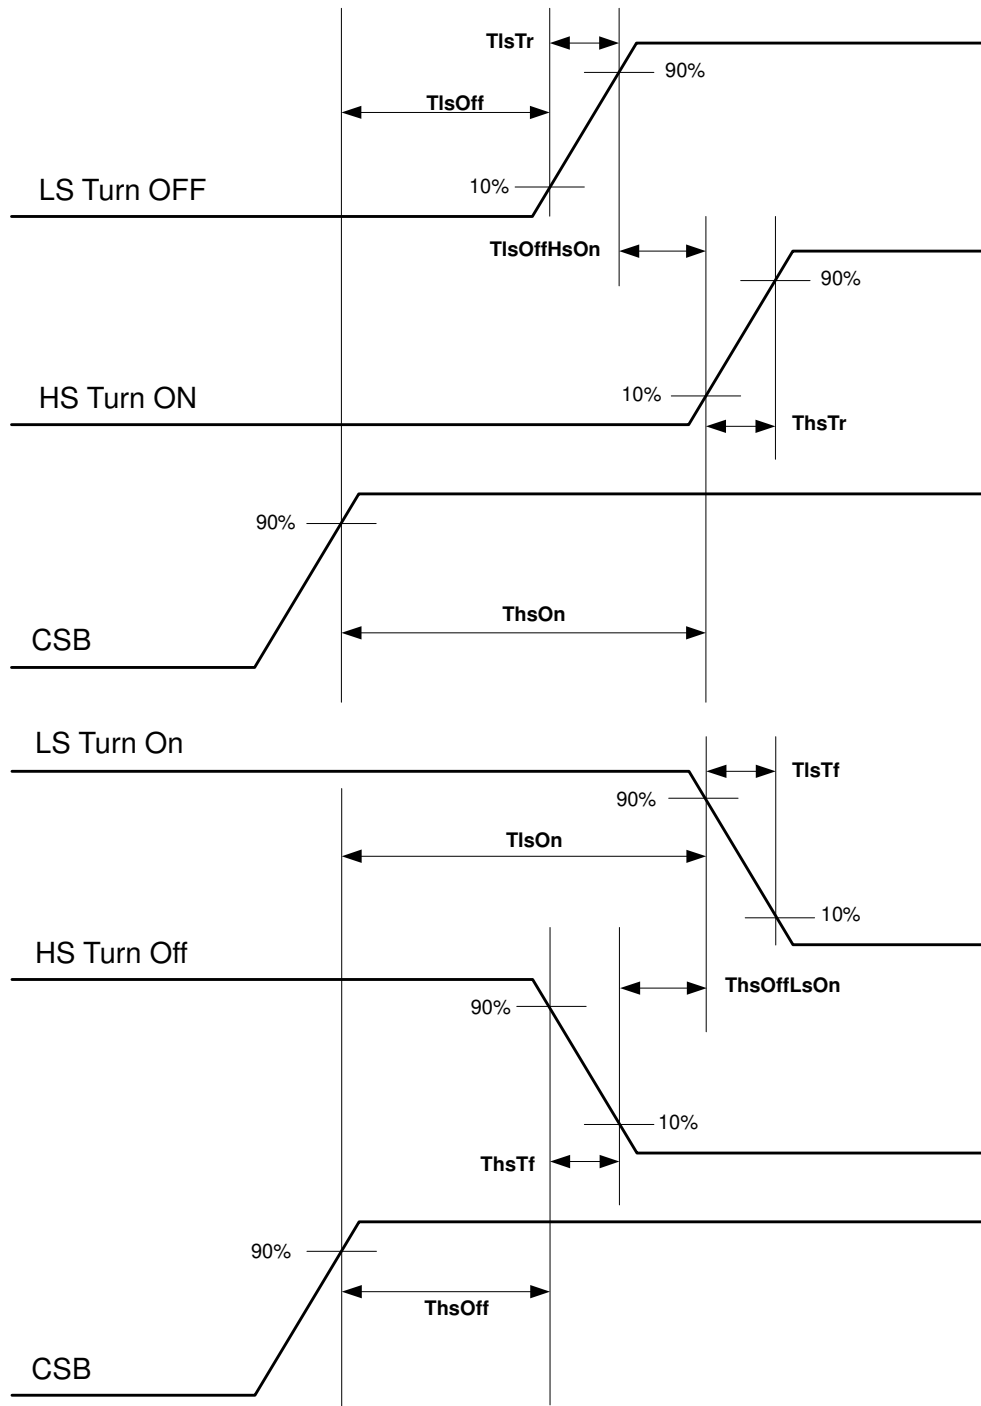 TlsTr
90%
TlsOff
10%
LS Turn OFF
TlsOffHsOn
90%
10%
HS Turn ON
ThsTr
90%
ThsOn
CSB
LS Turn On
TlsTf
90%
TlsOn
10%
HS Turn Off
ThsOffLsOn
90%
10%
ThsTf
90%
ThsOff
CSB